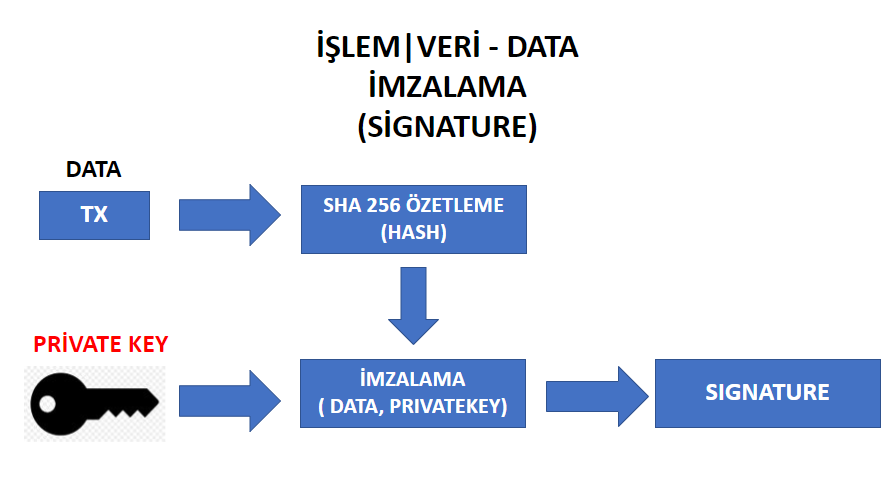 İŞLEM|VERİ - DATA
İMZALAMA
(SİGNATURE)
DATA
TX
SHA 256 ÖZETLEME
(HASH)
PRİVATE KEY
İMZALAMA
( DATA, PRIVATEKEY)
SIGNATURE